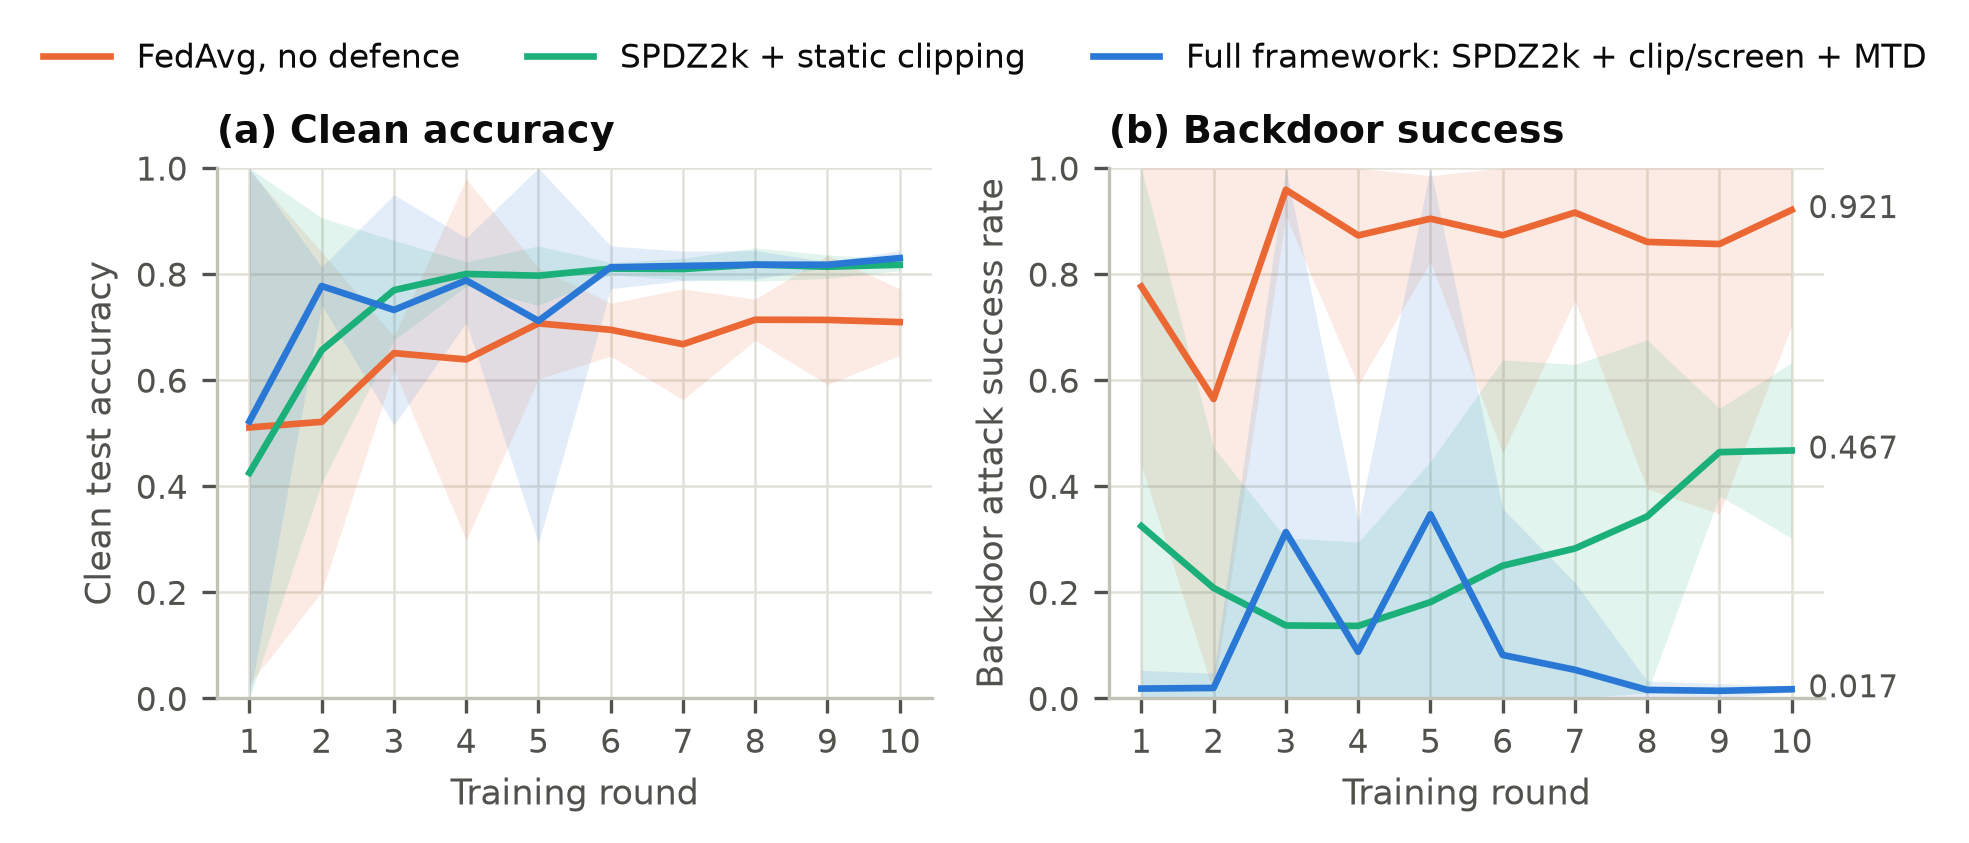 FedAvg, no defence
SPDZ2k + static clipping
Full framework: SPDZ2k + clip/screen + MTD
(a) Clean accuracy
Clean test accuracy
1.0
0.8
0.6
0.4
0.2
0.0
1 2 3 4 5 6 7 8 9 10
Training round
(b) Backdoor success
Backdoor attack success rate
1.0
0.8
0.6
0.4
0.2
0.0
0.921
0.467
0.017
1 2 3 4 5 6 7 8 9 10
Training round